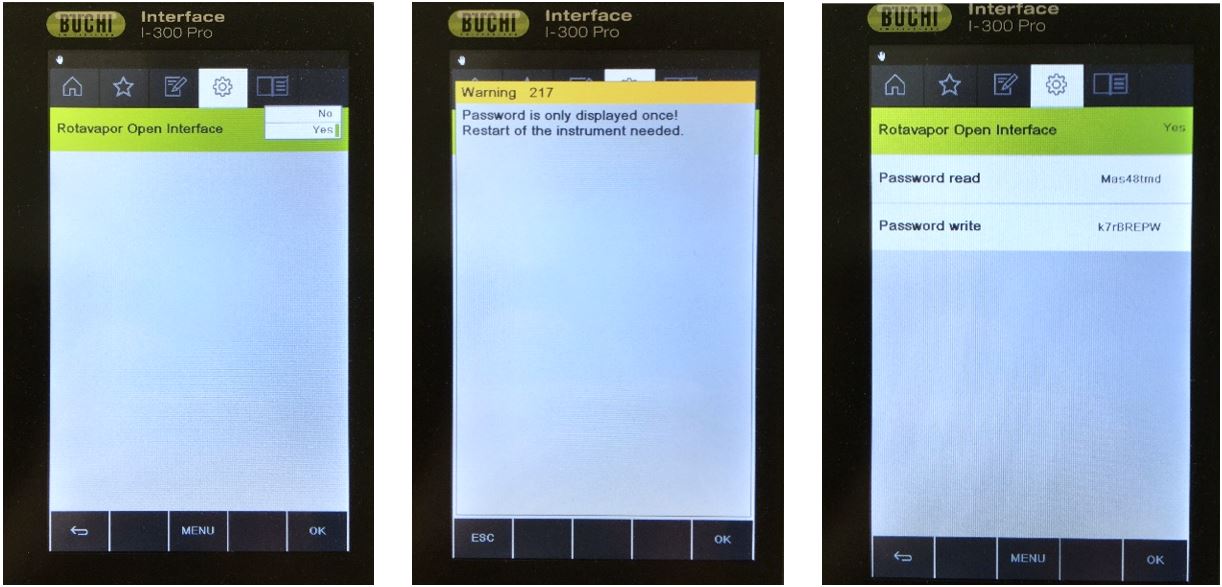 BUCHI Interface
I-300 Pro
No
Rotavapor Open Interface Yes
MENU OK
BUCHI Interface
I-300 Pro
Warning 217
Password is only displayed once!
Restart of the instrument needed.
ESC OK
BUCHI Interface
I-300 Pro
Rotavapor Open Interface Yes
Password read Mas48tmd
Password write k7rBREPW
MENU OK